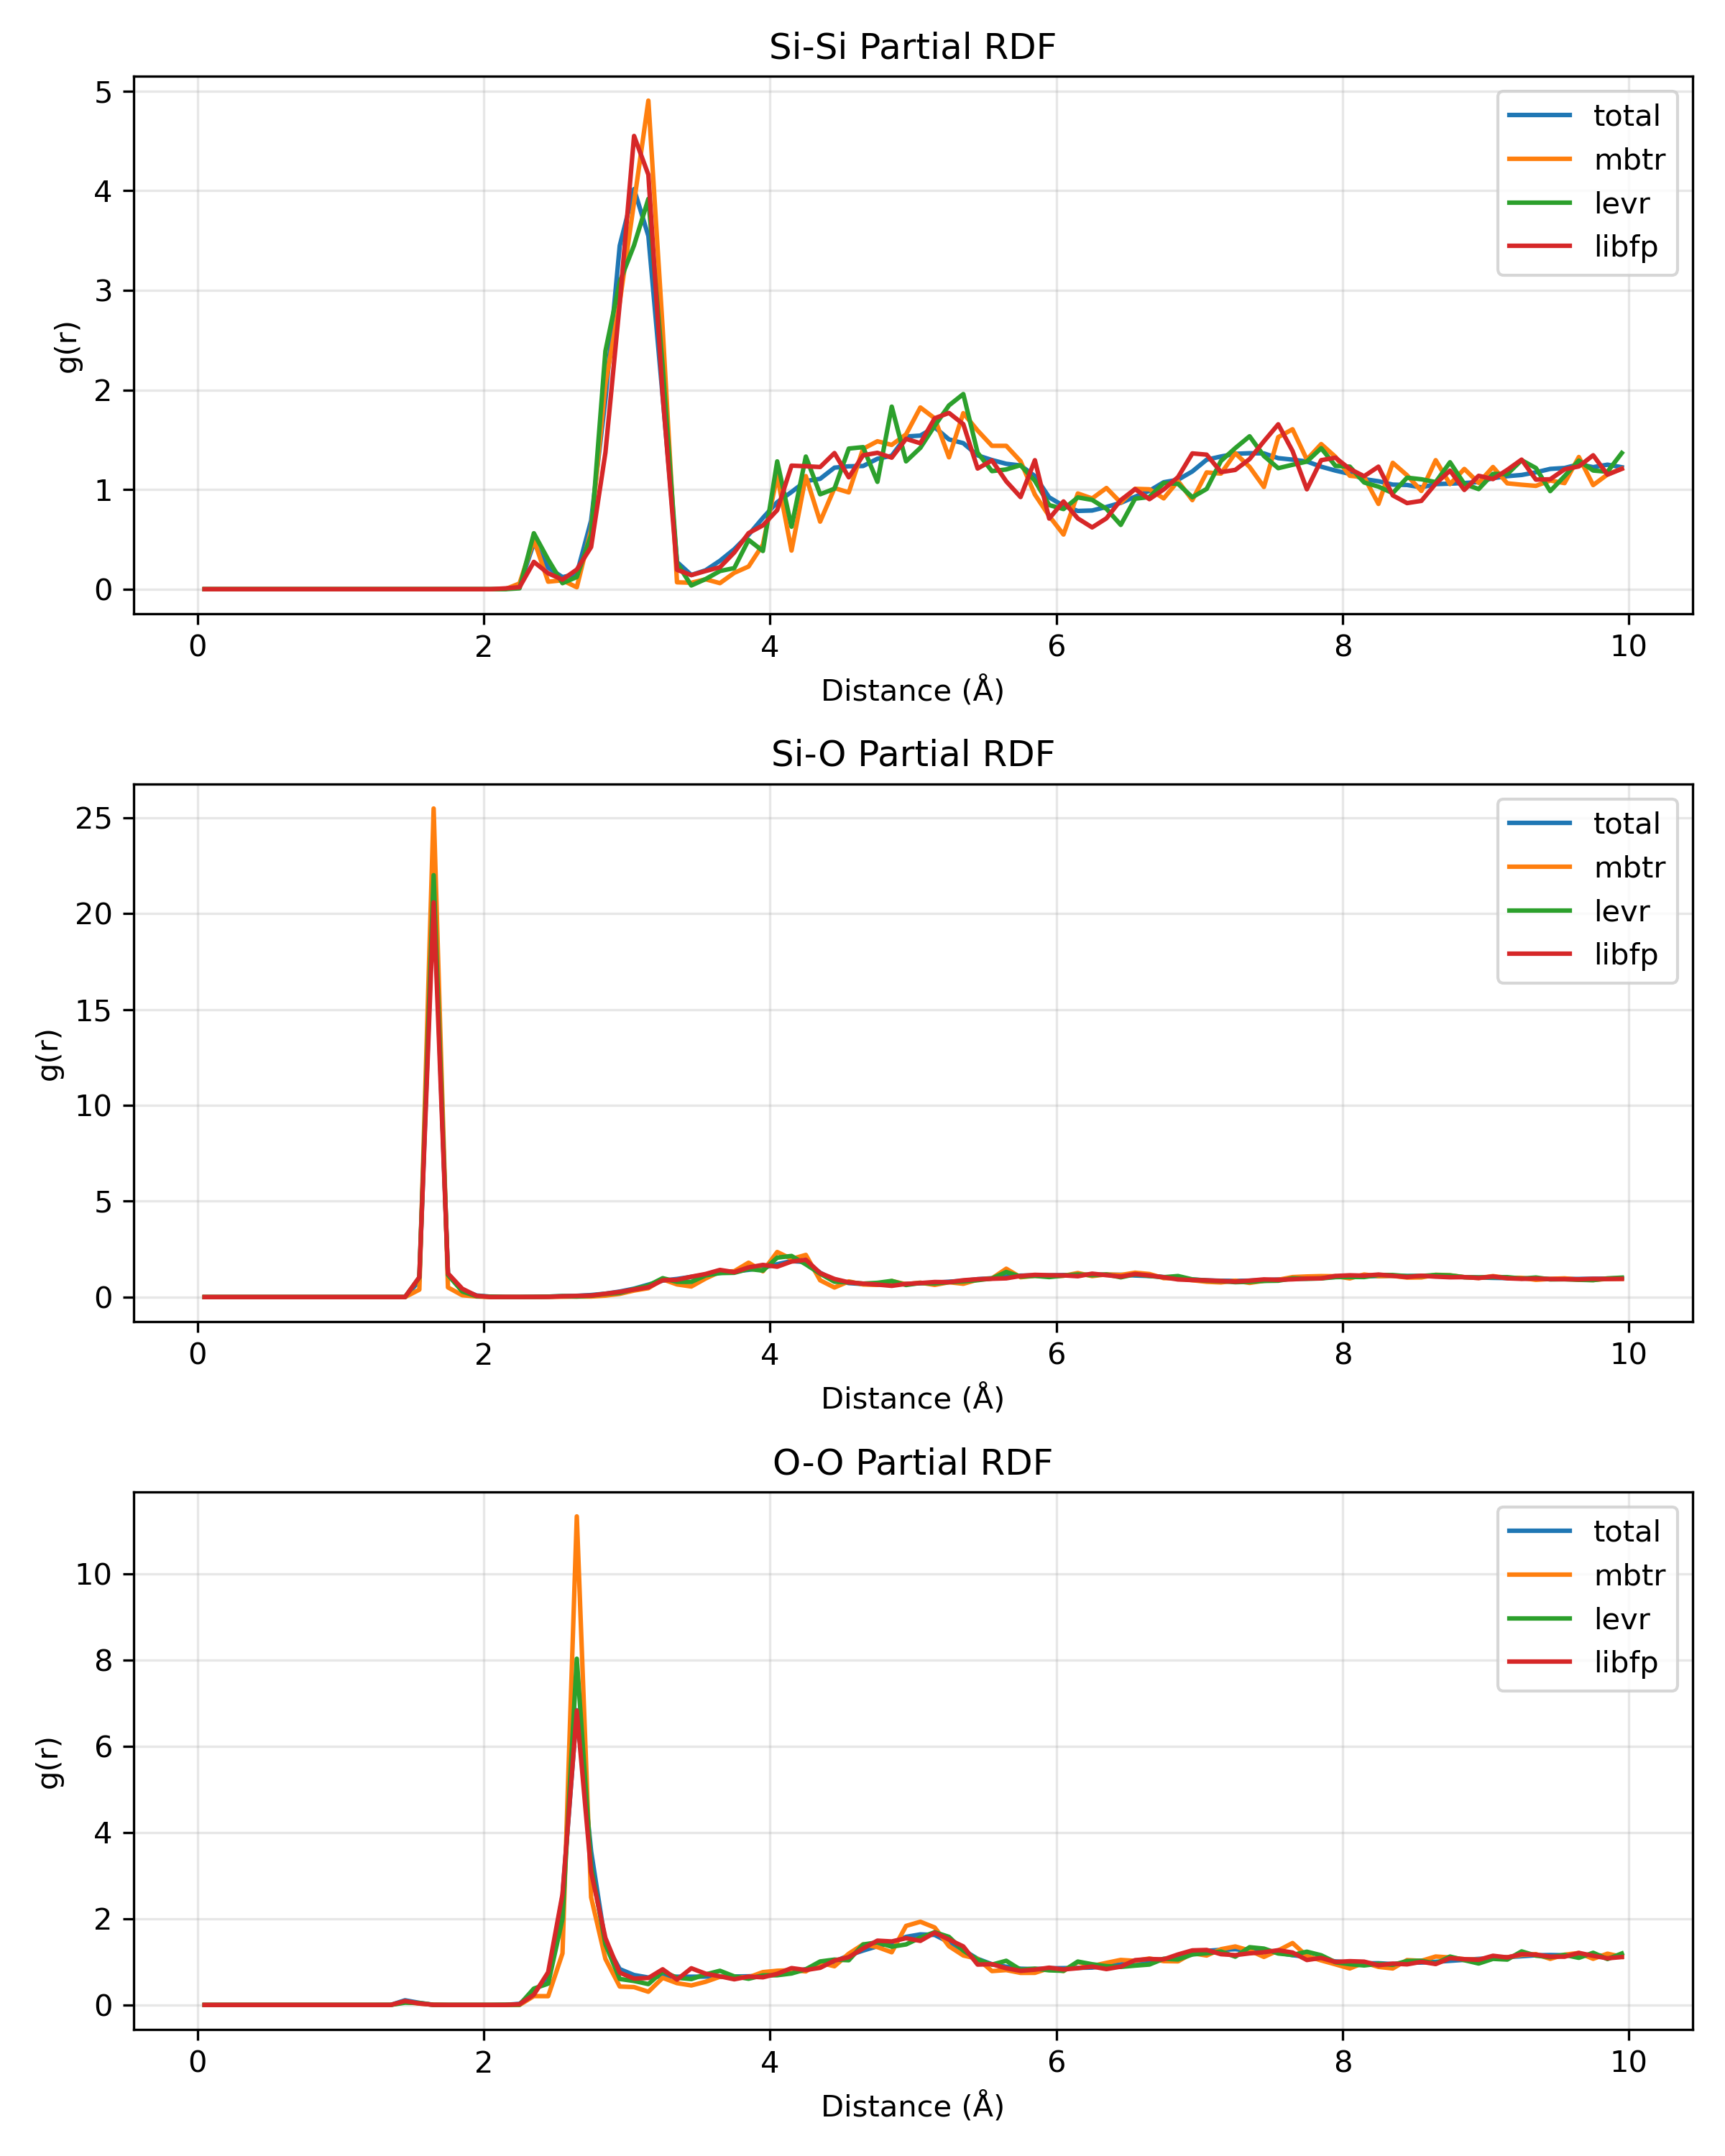 Si-Si Partial RDF
5
4
3
2
1
0
g(r)
total
mbtr
levr
libfp
0 2 4 6 8 10
Distance (Å)
Si-O Partial RDF
25
20
15
10
5
0
g(r)
total
mbtr
levr
libfp
0 2 4 6 8 10
Distance (Å)
O-O Partial RDF
10
8
6
4
2
0
g(r)
total
mbtr
levr
libfp
0 2 4 6 8 10
Distance (Å)